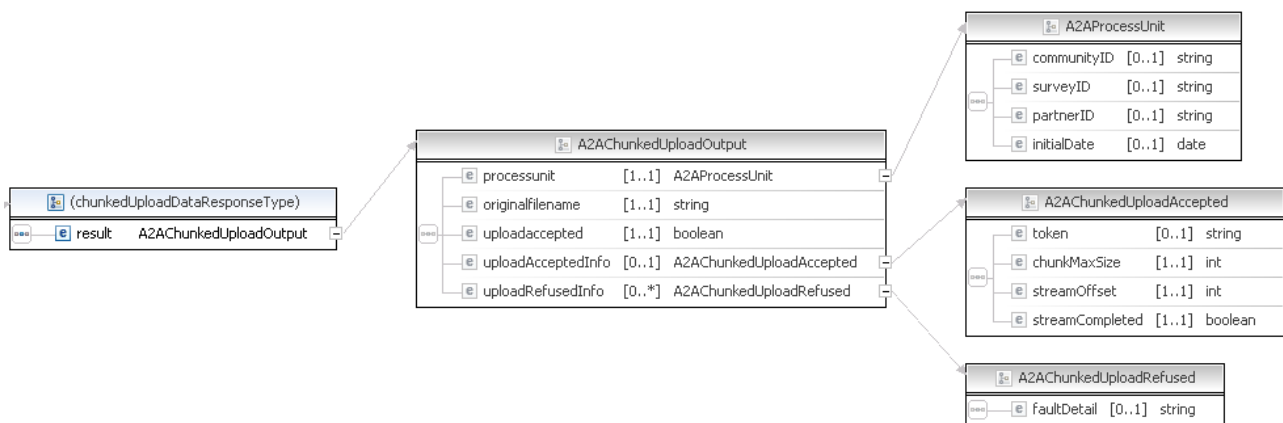 (chunkedUploadDataResponseType)
result A2AChunkedUploadOutput
A2AChunkedUploadOutput
processunit [1..1] A2AProcessUnit
originalfilename [1..1] string
uploadaccepted [1..1] boolean
uploadAcceptedInfo [0..1] A2AChunkedUploadAccepted
uploadRefusedInfo [0..*] A2AChunkedUploadRefused
A2AProcessUnit
communityID [0..1] string
surveyID [0..1] string
partnerID [0..1] string
initialDate [0..1] date
A2AChunkedUploadAccepted
token [0..1] string
chunkMaxSize [1..1] int
streamOffset [1..1] int
streamCompleted [1..1] boolean
A2AChunkedUploadRefused
faultDetail [0..1] string